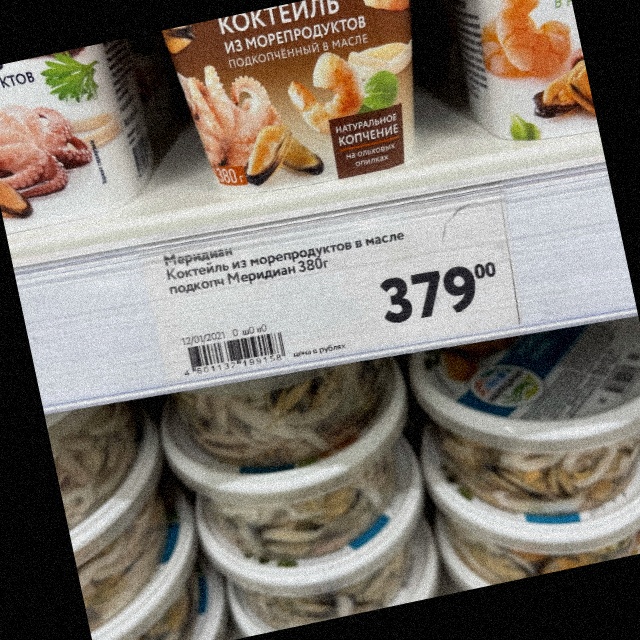 КОКТЕЙЛЬ
ИЗ МОРЕПРОДУКТОВ
ПОДКОПЧЁННЫЙ В МАСЛЕ
КТОВ
НАТУРАЛЬНОЕ
КОПЧЕНИЕ
на ольховых
опилках
380г
Меридиан
Коктейль из морепродуктов в масле
подкопч Меридиан 380г
379 00
12/01/2021
цена в рублях